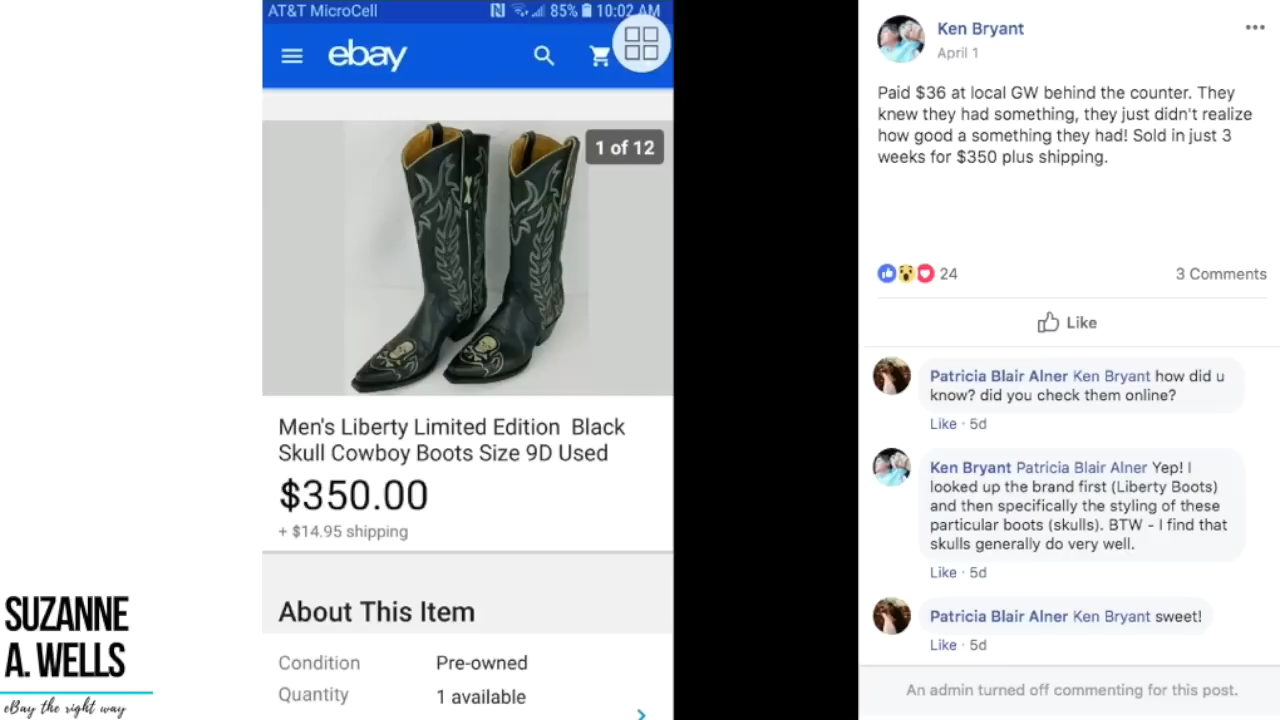 AT&T MicroCell 85% 10:02 AM
ebay
1 of 12
Men's Liberty Limited Edition Black
Skull Cowboy Boots Size 9D Used
$350.00
+ $14.95 shipping
About This Item
Condition Pre-owned
Quantity 1 available
SUZANNE
A. WELLS
eBay the right way
Ken Bryant
April 1
Paid $36 at local GW behind the counter. They
knew they had something, they just didn't realize
how good a something they had! Sold in just 3
weeks for $350 plus shipping.
24 3 Comments
Like
Patricia Blair Alner Ken Bryant how did u
know? did you check them online?
Like · 5d
Ken Bryant Patricia Blair Alner Yep! I
looked up the brand first (Liberty Boots)
and then specifically the styling of these
particular boots (skulls). BTW - I find that
skulls generally do very well.
Like · 5d
Patricia Blair Alner Ken Bryant sweet!
Like · 5d
An admin turned off commenting for this post.